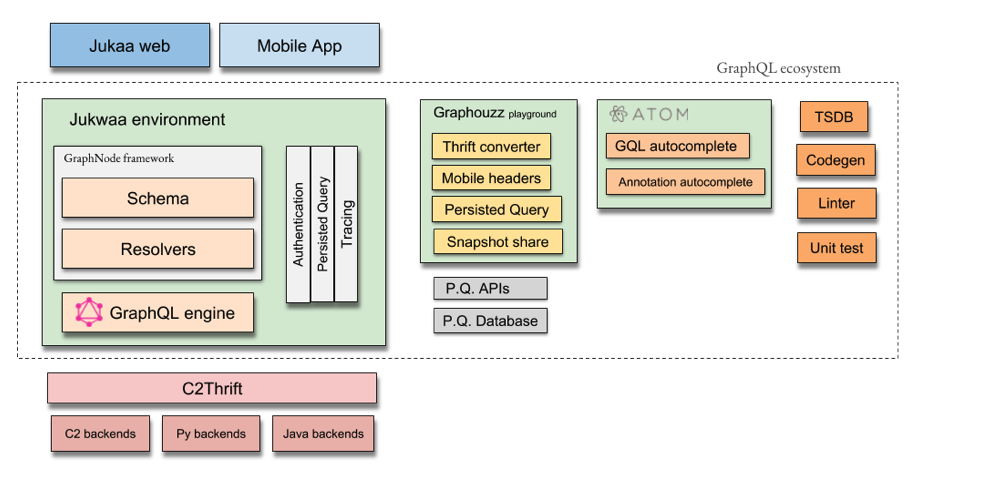 Jukaa web
Mobile App
GraphQL ecosystem
Jukwaa environment
GraphNode framework
Schema
Resolvers
GraphQL engine
Authentication
Persisted Query
Tracing
Graphouzz playground
Thrift converter
Mobile headers
Persisted Query
Snapshot share
P.Q. APIs
P.Q. Database
ATOM
GQL autocomplete
Annotation autocomplete
TSDB
Codegen
Linter
Unit test
C2Thrift
C2 backends
Py backends
Java backends